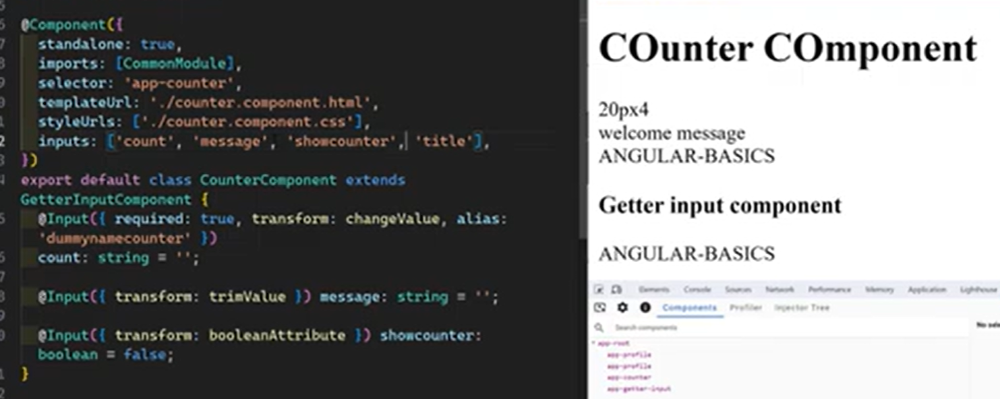 @Component({
standalone: true,
imports: [CommonModule],
selector: 'app-counter',
templateUrl: './counter.component.html',
styleUrls: ['./counter.component.css'],
inputs: ['count', 'message', 'showcounter', 'title'],
})
export default class CounterComponent extends
GetterInputComponent {
@Input({ required: true, transform: changeValue, alias:
'dummynamecounter' })
count: string = '';
@Input({ transform: trimValue }) message: string = '';
@Input({ transform: booleanAttribute }) showcounter:
boolean = false;
}
COunter COmponent
20px4
welcome message
ANGULAR-BASICS
Getter input component
ANGULAR-BASICS
Elements Console Sources Network Performance Memory Application Lighthouse
Components Profiler Injector Tree
Search components
No sele
app-root
app-profile
app-profile
app-counter
app-getter-input